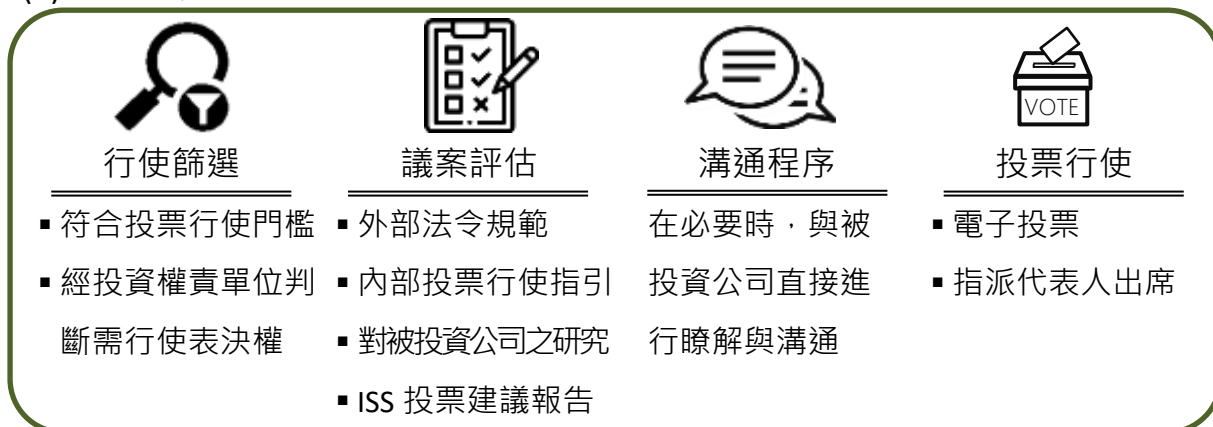 VOTE
行使篩選
▪ 符合投票行使門檻
▪ 經投資權責單位判
斷需行使表決權
議案評估
▪ 外部法令規範
▪ 內部投票行使指引
▪ 對被投資公司之研究
▪ ISS 投票建議報告
溝通程序
在必要時，與被
投資公司直接進
行瞭解與溝通
投票行使
▪ 電子投票
▪ 指派代表人出席